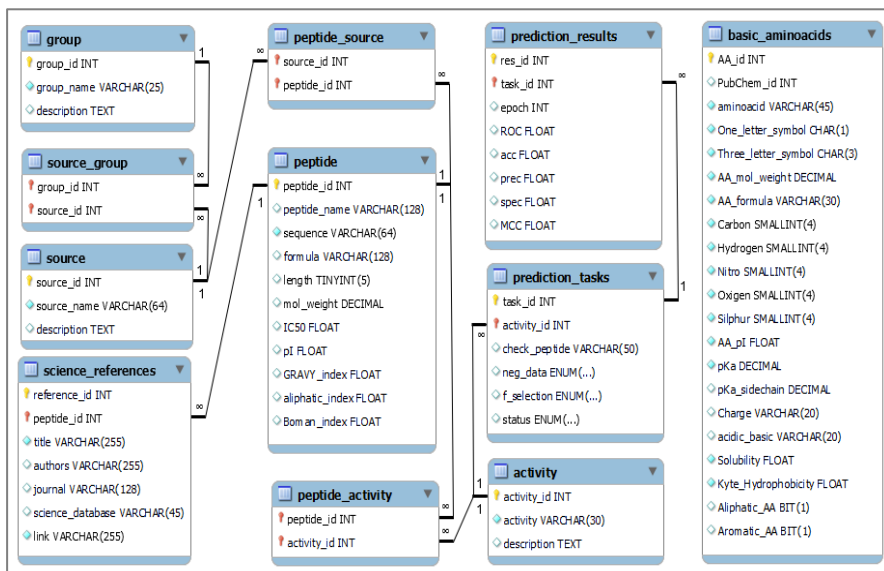 group
group_id INT
group_name VARCHAR(25)
description TEXT
1
∞
source_group
group_id INT
source_id INT
∞
1
source
source_id INT
source_name VARCHAR(64)
description TEXT
1
science_references
reference_id INT
peptide_id INT
title VARCHAR(255)
authors VARCHAR(255)
journal VARCHAR(128)
science_database VARCHAR(45)
link VARCHAR(255)
∞
peptide_source
source_id INT
peptide_id INT
∞
∞
peptide
peptide_id INT
peptide_name VARCHAR(128)
sequence VARCHAR(64)
formula VARCHAR(128)
length TINYINT(5)
mol_weight DECIMAL
IC50 FLOAT
pI FLOAT
GRAVY_index FLOAT
aliphatic_index FLOAT
Boman_index FLOAT
1
1
1
peptide_activity
peptide_id INT
activity_id INT
∞
∞
prediction_results
res_id INT
task_id INT
epoch INT
ROC FLOAT
acc FLOAT
prec FLOAT
spec FLOAT
MCC FLOAT
∞
prediction_tasks
task_id INT
activity_id INT
check_peptide VARCHAR(50)
neg_data ENUM(...)
f_selection ENUM(...)
status ENUM(...)
1
∞
activity
activity_id INT
activity VARCHAR(30)
description TEXT
1
1
basic_aminoacids
AA_id INT
PubChem_id INT
aminoacid VARCHAR(45)
One_letter_symbol CHAR(1)
Three_letter_symbol CHAR(3)
AA_mol_weight DECIMAL
AA_formula VARCHAR(30)
Carbon SMALLINT(4)
Hydrogen SMALLINT(4)
Nitro SMALLINT(4)
Oxigen SMALLINT(4)
Silphur SMALLINT(4)
AA_pI FLOAT
pKa DECIMAL
pKa_sidechain DECIMAL
Charge VARCHAR(20)
acidic_basic VARCHAR(20)
Solubility FLOAT
Kyte_Hydrophobicity FLOAT
Aliphatic_AA BIT(1)
Aromatic_AA BIT(1)